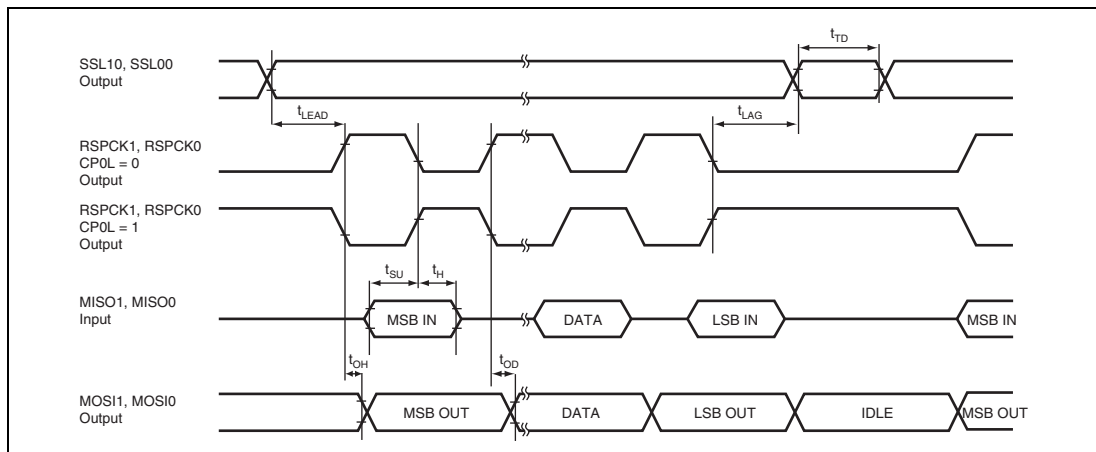 SSL10, SSL00
Output
tTD
tLEAD
tLAG
RSPCK1, RSPCK0
CP0L = 0
Output
RSPCK1, RSPCK0
CP0L = 1
Output
tSU
tH
MISO1, MISO0
Input
MSB IN
DATA
LSB IN
MSB IN
tOH
tOD
MOSI1, MOSI0
Output
MSB OUT
DATA
LSB OUT
IDLE
MSB OUT